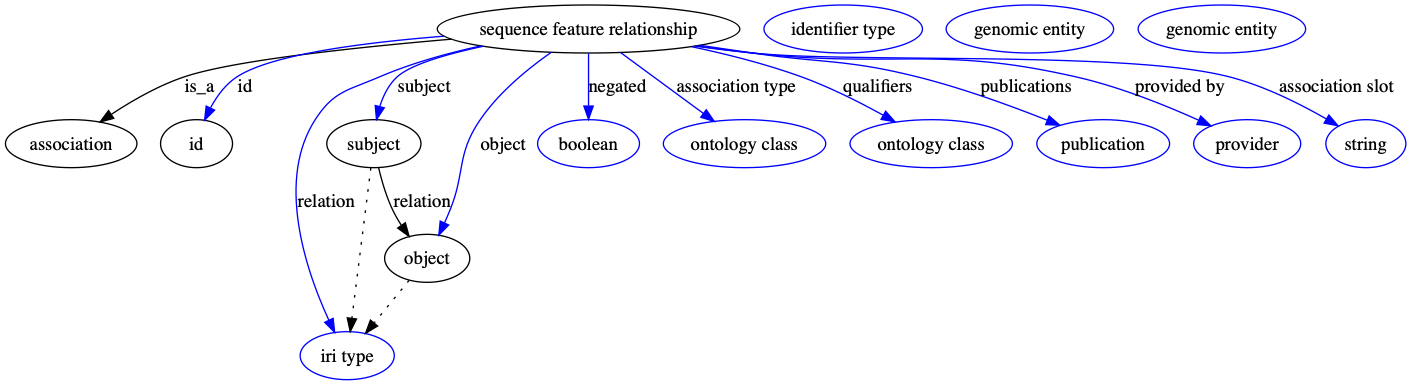 sequence feature relationship
identifier type
genomic entity
genomic entity
is_a
id
subject
negated
association type
qualifiers
publications
provided by
association slot
association
id
subject
object
boolean
ontology class
ontology class
publication
provider
string
relation
relation
object
iri type